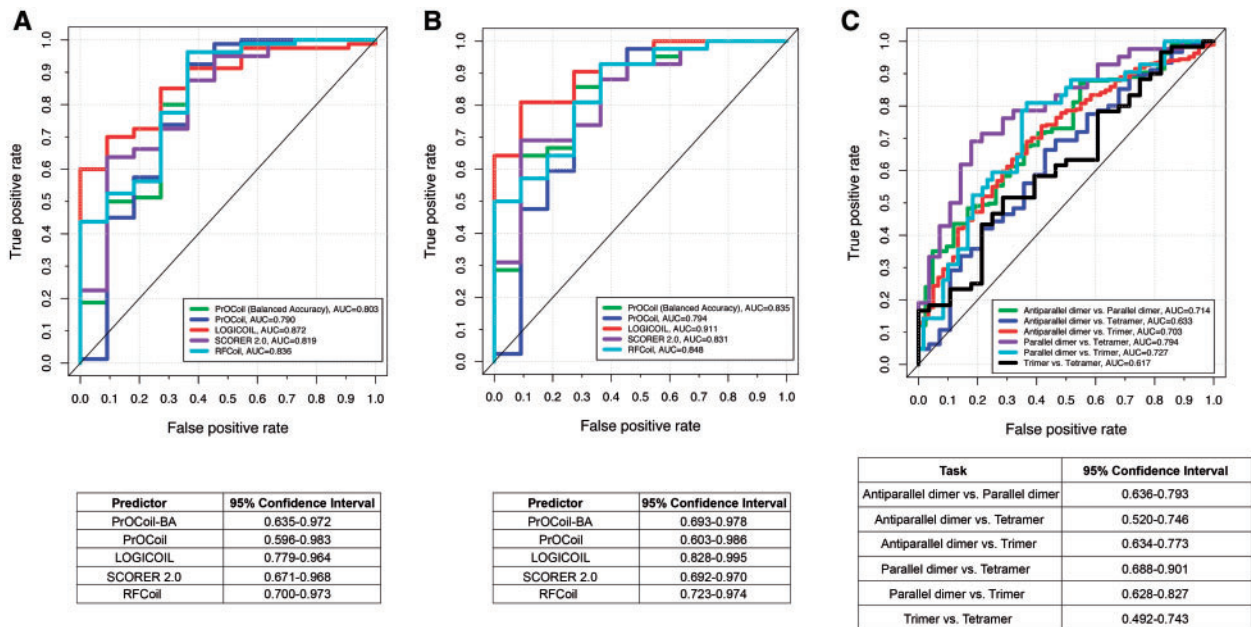 A
True positive rate
1.0
0.9
0.8
0.7
0.6
0.5
0.4
0.3
0.2
0.1
0.0
PrOCoil (Balanced Accuracy), AUC=0.803
PrOCoil, AUC=0.790
LOGICOIL, AUC=0.872
SCORER 2.0, AUC=0.819
RFCoil, AUC=0.836
0.0 0.1 0.2 0.3 0.4 0.5 0.6 0.7 0.8 0.9 1.0
False positive rate
Predictor 95% Confidence Interval
PrOCoil-BA 0.635-0.972
PrOCoil 0.596-0.983
LOGICOIL 0.779-0.964
SCORER 2.0 0.671-0.968
RFCoil 0.700-0.973
B
True positive rate
1.0
0.9
0.8
0.7
0.6
0.5
0.4
0.3
0.2
0.1
0.0
PrOCoil (Balanced Accuracy), AUC=0.835
PrOCoil, AUC=0.794
LOGICOIL, AUC=0.911
SCORER 2.0, AUC=0.831
RFCoil, AUC=0.848
0.0 0.1 0.2 0.3 0.4 0.5 0.6 0.7 0.8 0.9 1.0
False positive rate
Predictor 95% Confidence Interval
PrOCoil-BA 0.693-0.978
PrOCoil 0.603-0.986
LOGICOIL 0.828-0.995
SCORER 2.0 0.692-0.970
RFCoil 0.723-0.974
C
True positive rate
1.0
0.9
0.8
0.7
0.6
0.5
0.4
0.3
0.2
0.1
0.0
Antiparallel dimer vs. Parallel dimer, AUC=0.714
Antiparallel dimer vs. Tetramer, AUC=0.633
Antiparallel dimer vs. Trimer, AUC=0.703
Parallel dimer vs. Tetramer, AUC=0.794
Parallel dimer vs. Trimer, AUC=0.727
Trimer vs. Tetramer, AUC=0.617
0.0 0.1 0.2 0.3 0.4 0.5 0.6 0.7 0.8 0.9 1.0
False positive rate
Task 95% Confidence Interval
Antiparallel dimer vs. Parallel dimer 0.636-0.793
Antiparallel dimer vs. Tetramer 0.520-0.746
Antiparallel dimer vs. Trimer 0.634-0.773
Parallel dimer vs. Tetramer 0.688-0.901
Parallel dimer vs. Trimer 0.628-0.827
Trimer vs. Tetramer 0.492-0.743